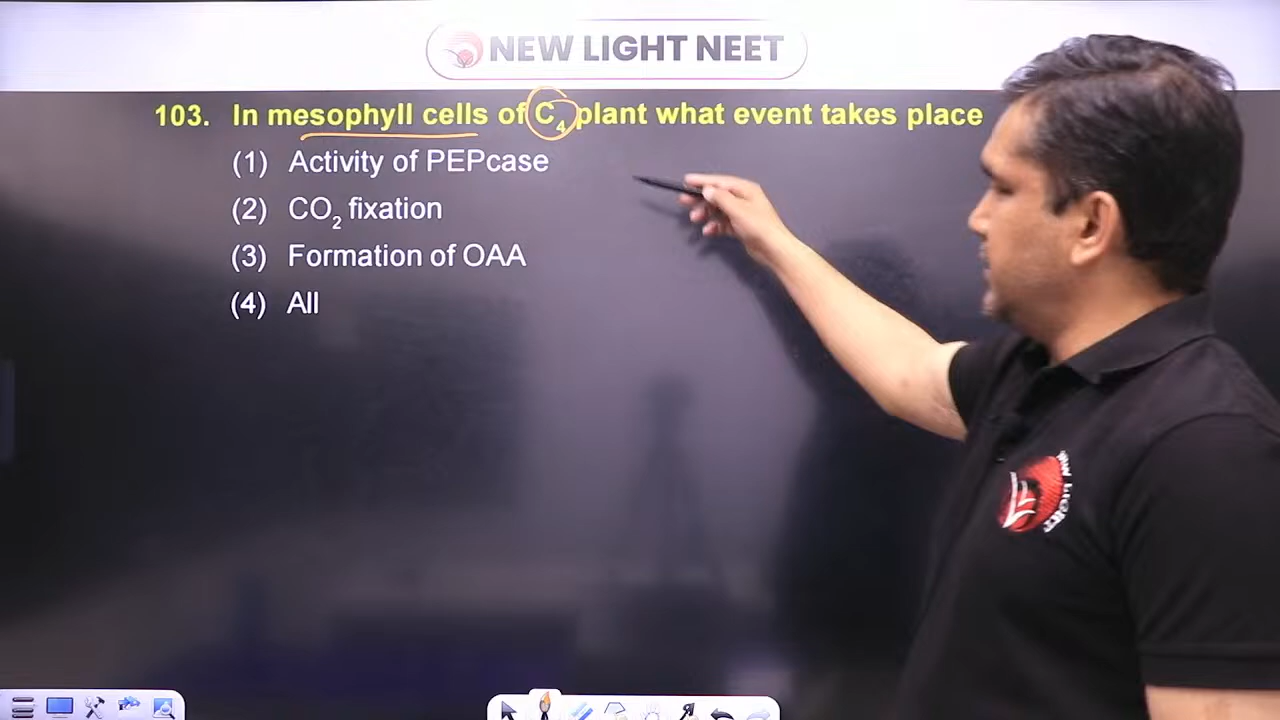 NEW LIGHT NEET
103. In mesophyll cells of C₄ plant what event takes place
(1) Activity of PEPcase
(2) CO₂ fixation
(3) Formation of OAA
(4) All